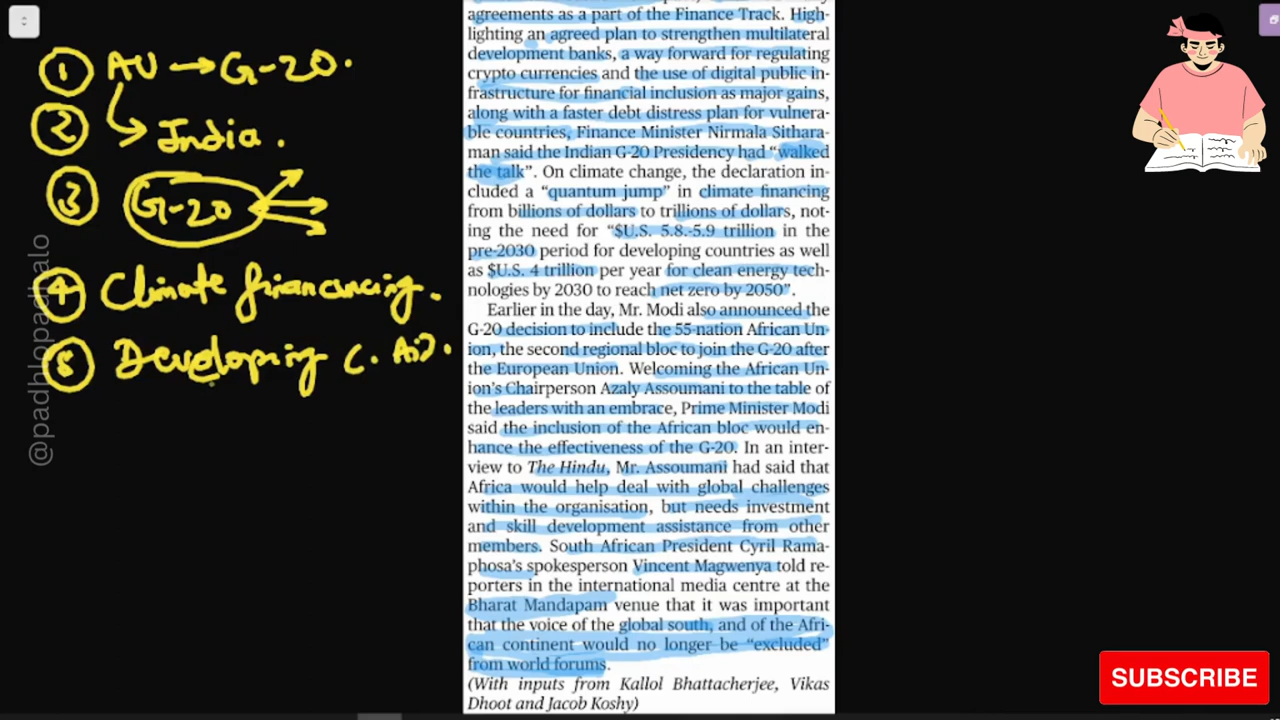 ① AU → G-20.
② ↳ India.
③ G-20
④ Climate financing.
⑤ Developing C. Aid.
@padhlopadhalo
agreements as a part of the Finance Track. High-
lighting an agreed plan to strengthen multilateral
development banks, a way forward for regulating
crypto currencies and the use of digital public in-
frastructure for financial inclusion as major gains,
along with a faster debt distress plan for vulnera-
ble countries, Finance Minister Nirmala Sithara-
man said the Indian G-20 Presidency had “walked
the talk”. On climate change, the declaration in-
cluded a “quantum jump” in climate financing
from billions of dollars to trillions of dollars, not-
ing the need for “$U.S. 5.8.-5.9 trillion in the
pre-2030 period for developing countries as well
as $U.S. 4 trillion per year for clean energy tech-
nologies by 2030 to reach net zero by 2050”.
Earlier in the day, Mr. Modi also announced the
G-20 decision to include the 55-nation African Un-
ion, the second regional bloc to join the G-20 after
the European Union. Welcoming the African Un-
ion’s Chairperson Azaly Assoumani to the table of
the leaders with an embrace, Prime Minister Modi
said the inclusion of the African bloc would en-
hance the effectiveness of the G-20. In an inter-
view to The Hindu, Mr. Assoumani had said that
Africa would help deal with global challenges
within the organisation, but needs investment
and skill development assistance from other
members. South African President Cyril Rama-
phosa’s spokesperson Vincent Magwenya told re-
porters in the international media centre at the
Bharat Mandapam venue that it was important
that the voice of the global south, and of the Afri-
can continent would no longer be “excluded”
from world forums.
(With inputs from Kallol Bhattacherjee, Vikas
Dhoot and Jacob Koshy)
SUBSCRIBE